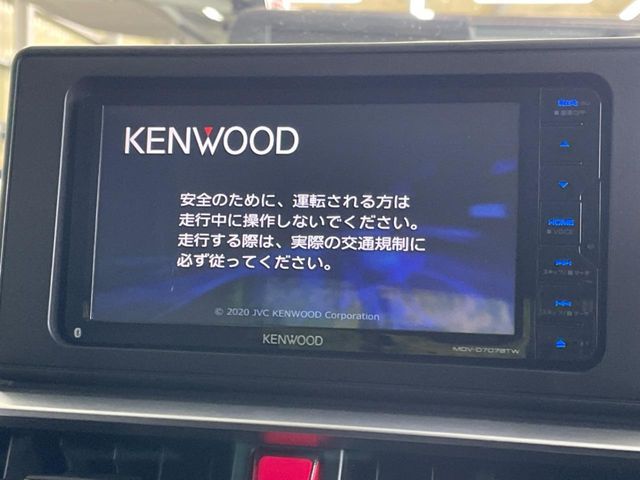 KENWOOD
安全のために、運転される方は
走行中に操作しないでください。
走行する際は、実際の交通規制に
必ず従ってください。
© 2020 JVC KENWOOD Corporation
KENWOOD
MDV-D707BTW
HOME
VOICE